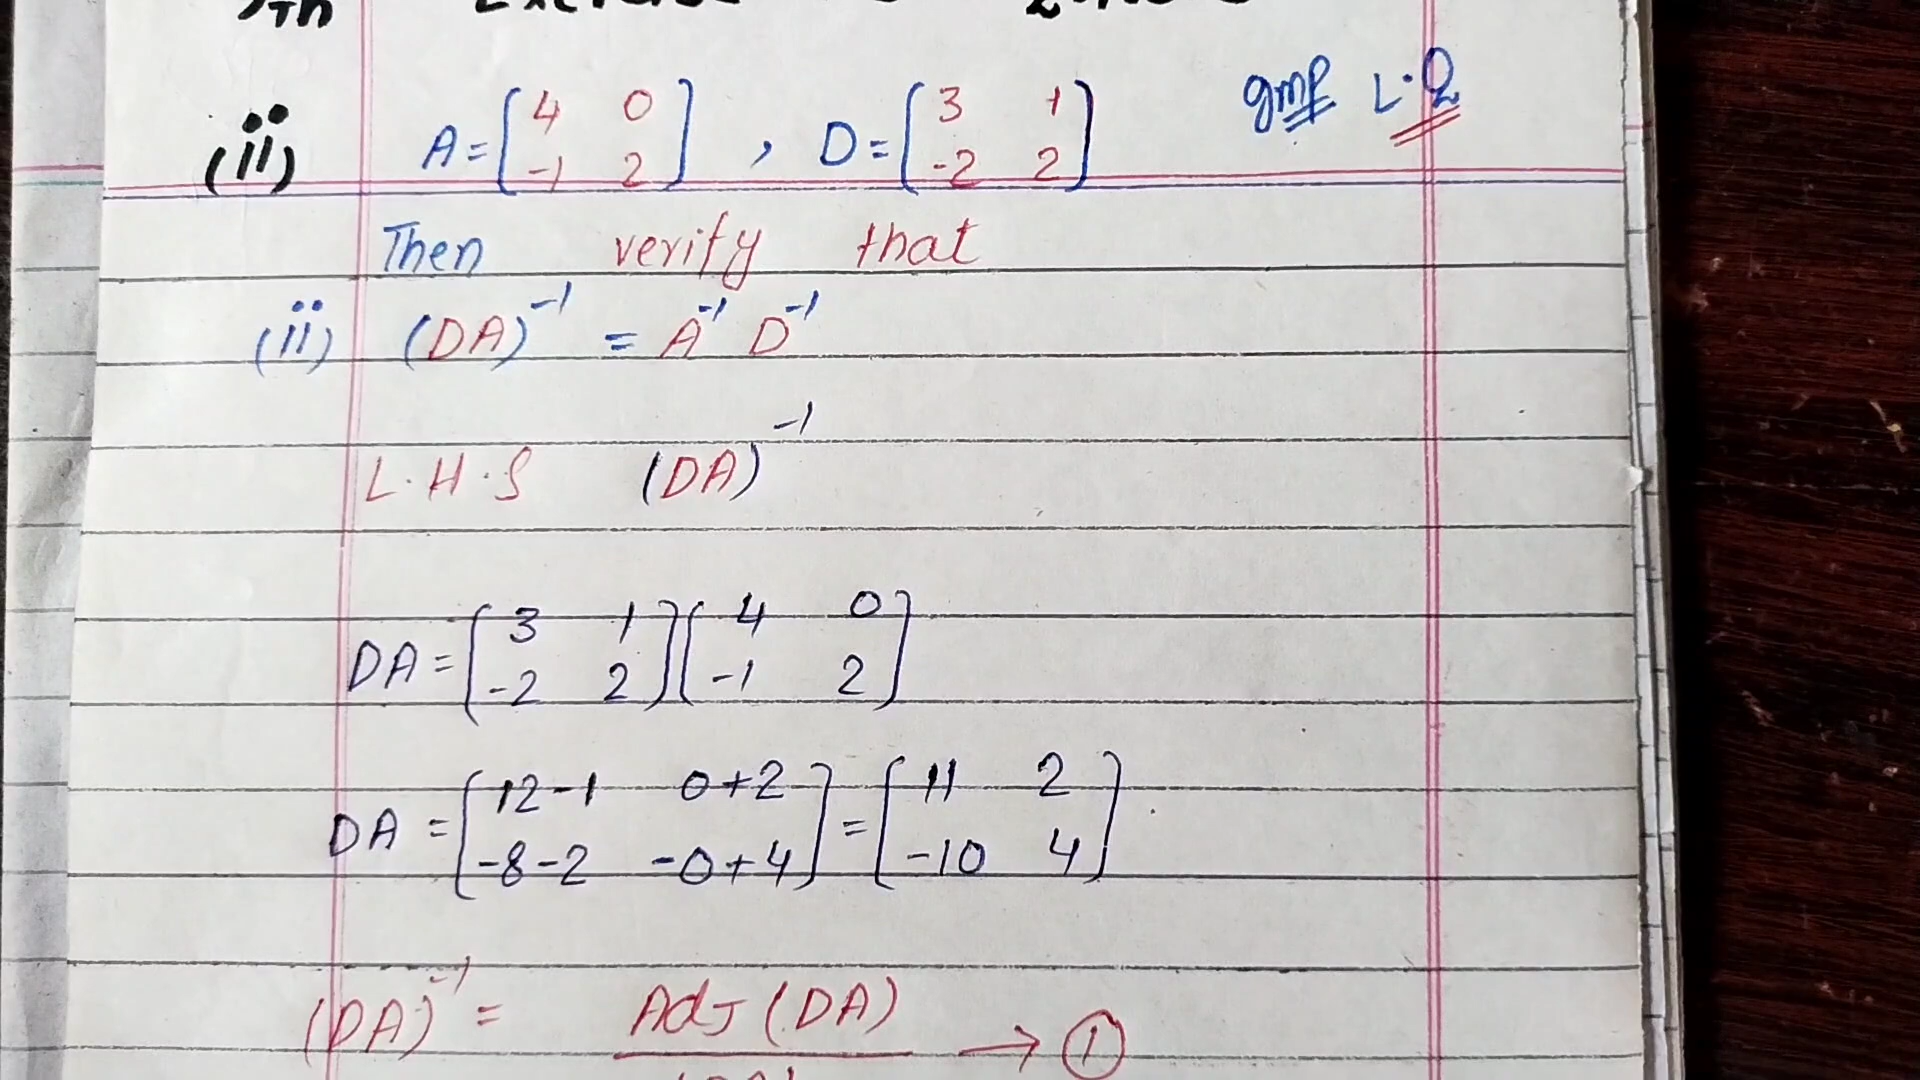 (ii) A = [4 0; -1 2] , D = [3 1; -2 2] gmp L.Q
Then verify that
(ii) (DA)⁻¹ = A⁻¹ D⁻¹
L.H.S (DA)⁻¹
DA = [3 1; -2 2] [4 0; -1 2]
DA = [12-1 0+2; -8-2 -0+4] = [11 2; -10 4]
(DA)⁻¹ = Adj (DA) → ①